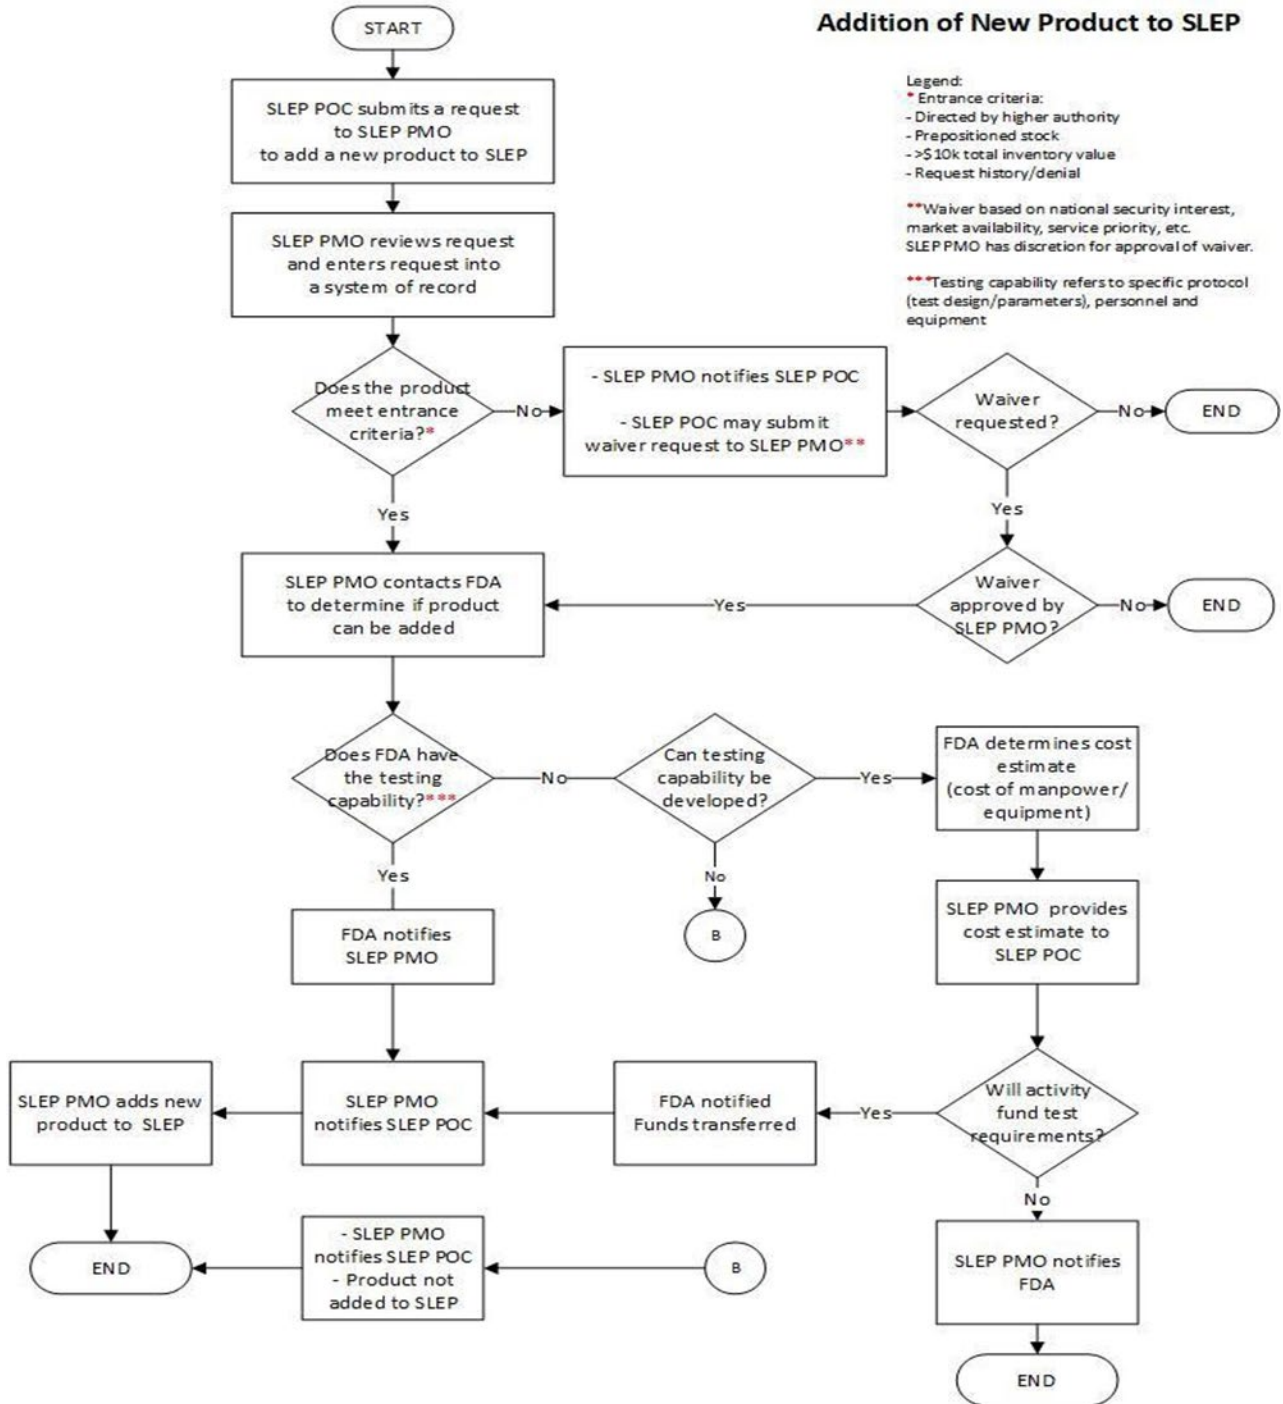 Addition of New Product to SLEP
START
Legend:
* Entrance criteria:
- Directed by higher authority
- Prepositioned stock
->$10k total inventory value
- Request history/denial
**Waiver based on national security interest,
market availability, service priority, etc.
SLEP PMO has discretion for approval of waiver.
***Testing capability refers to specific protocol
(test design/parameters), personnel and
equipment
SLEP POC submits a request
to SLEP PMO
to add a new product to SLEP
SLEP PMO reviews request
and enters request into
a system of record
Does the product
meet entrance
criteria?*
No
- SLEP PMO notifies SLEP POC
- SLEP POC may submit
waiver request to SLEP PMO**
Waiver
requested?
No
END
Yes
Yes
SLEP PMO contacts FDA
to determine if product
can be added
Yes
Waiver
approved by
SLEP PMO?
No
END
Does FDA have
the testing
capability?***
No
Can testing
capability be
developed?
Yes
FDA determines cost
estimate
(cost of manpower/
equipment)
Yes
No
FDA notifies
SLEP PMO
B
SLEP PMO provides
cost estimate to
SLEP POC
SLEP PMO adds new
product to SLEP
SLEP PMO
notifies SLEP POC
FDA notified
Funds transferred
Yes
Will activity
fund test
requirements?
No
END
- SLEP PMO
notifies SLEP POC
- Product not
added to SLEP
B
SLEP PMO notifies
FDA
END